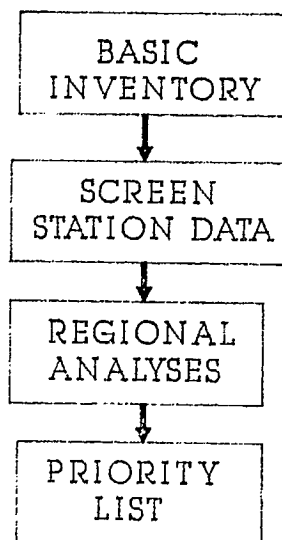 BASIC
INVENTORY
SCREEN
STATION DATA
REGIONAL
ANALYSES
PRIORITY
LIST